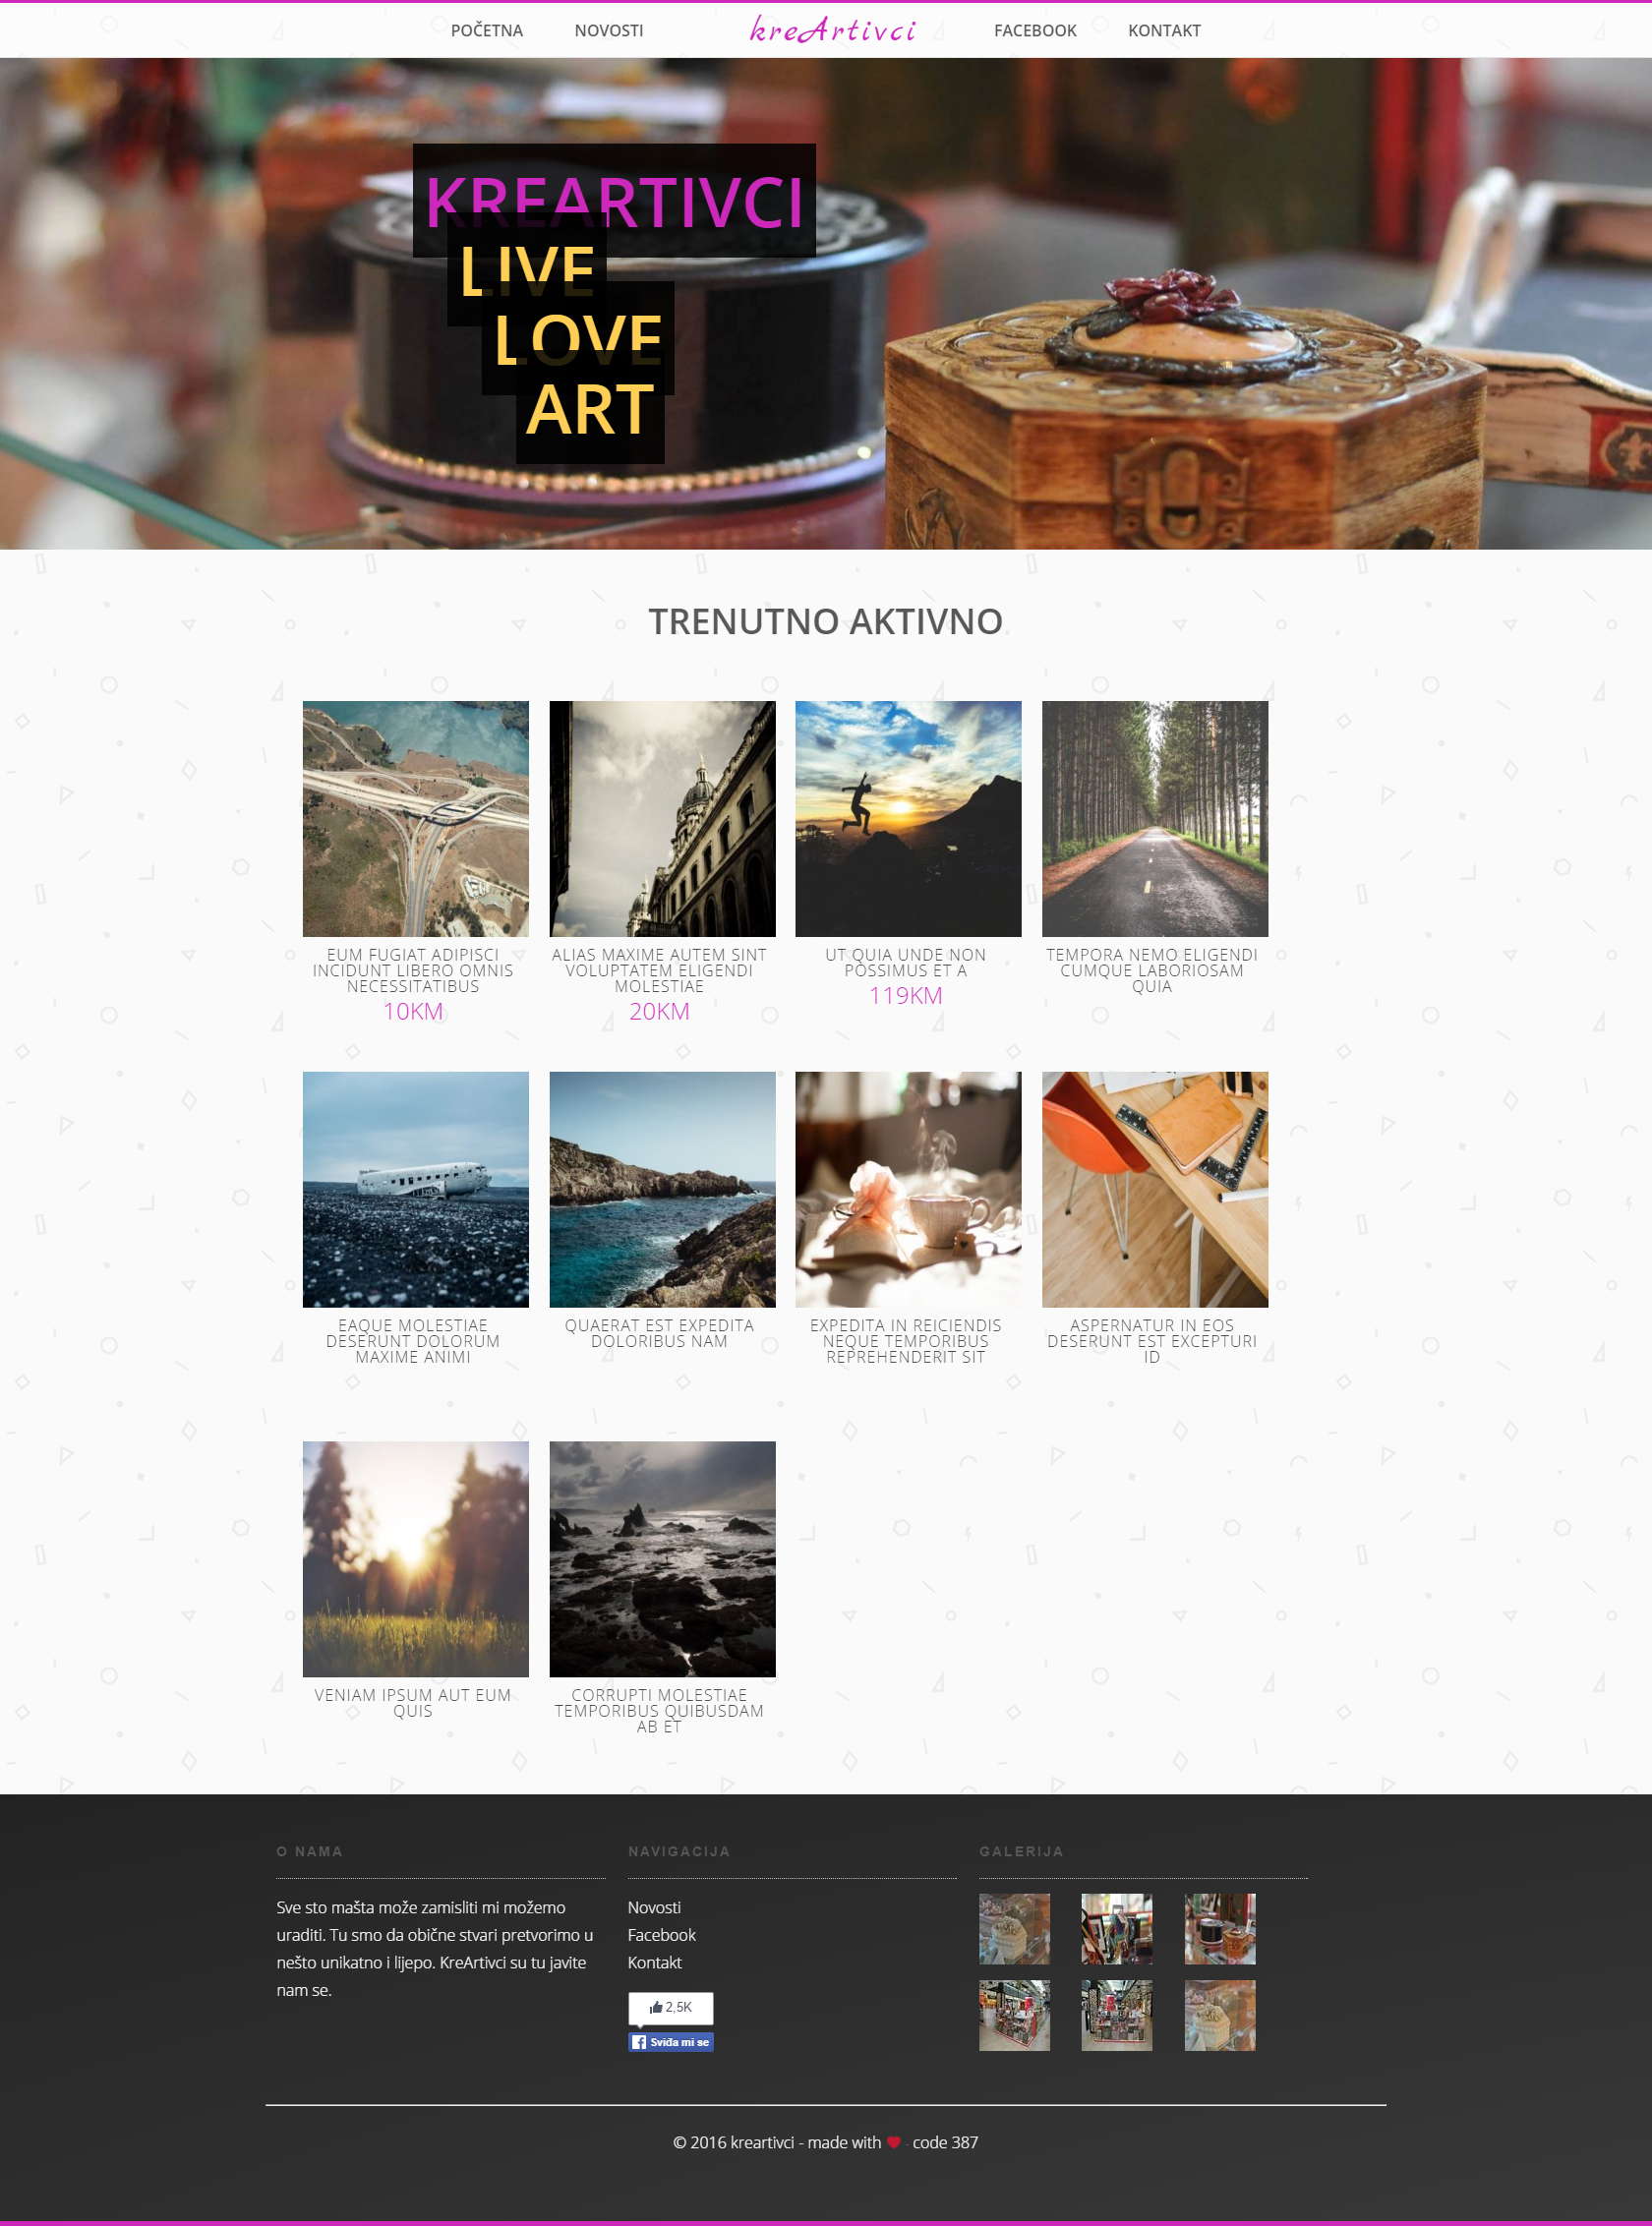 POČETNA
NOVOSTI
kreArtivci
FACEBOOK
KONTAKT
KREARTIVCI
LIVE
LOVE
ART
TRENUTNO AKTIVNO
EUM FUGIAT ADIPISCI
INCIDUNT LIBERO OMNIS
NECESSITATIBUS
10KM
ALIAS MAXIME AUTEM SINT
VOLUPTATEM ELIGENDI
MOLESTIAE
20KM
UT QUIA UNDE NON
POSSIMUS ET A
119KM
TEMPORA NEMO ELIGENDI
CUMQUE LABORIOSAM
QUIA
EAQUE MOLESTIAE
DESERUNT DOLORUM
MAXIME ANIMI
QUAERAT EST EXPEDITA
DOLORIBUS NAM
EXPEDITA IN REICIENDIS
NEQUE TEMPORIBUS
REPREHENDERIT SIT
ASPERNATUR IN EOS
DESERUNT EST EXCEPTURI
ID
VENIAM IPSUM AUT EUM
QUIS
CORRUPTI MOLESTIAE
TEMPORIBUS QUIBUSDAM
AB ET
O NAMA
Sve sto mašta može zamisliti mi možemo
uraditi. Tu smo da obične stvari pretvorimo u
nešto unikatno i lijepo. KreArtivci su tu javite
nam se.
NAVIGACIJA
Novosti
Facebook
Kontakt
2,5K
Sviđa mi se
GALERIJA
© 2016 kreartivci - made with ❤ - code 387